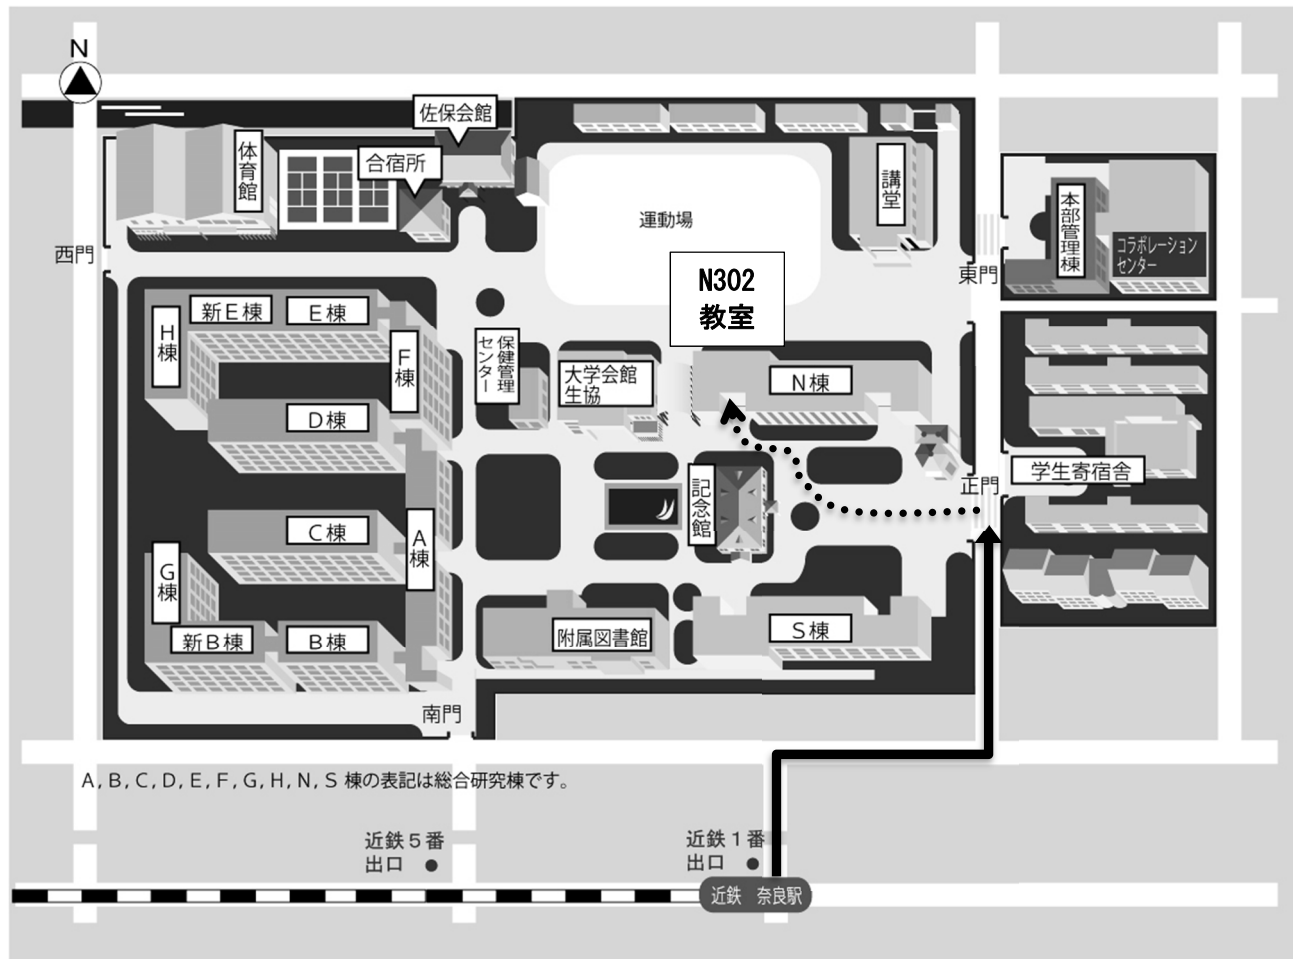 N
佐保会館
体育館
合宿所
運動場
講堂
本部管理棟
コラボレーション
センター
西門
東門
N302
教室
新E棟
E棟
H棟
F棟
保健管理
センター
大学会館
生協
N棟
D棟
記念館
正門
学生寄宿舎
C棟
A棟
G棟
新B棟
B棟
附属図書館
S棟
南門
A, B, C, D, E, F, G, H, N, S 棟の表記は総合研究棟です。
近鉄5番
出口
近鉄1番
出口
近鉄 奈良駅